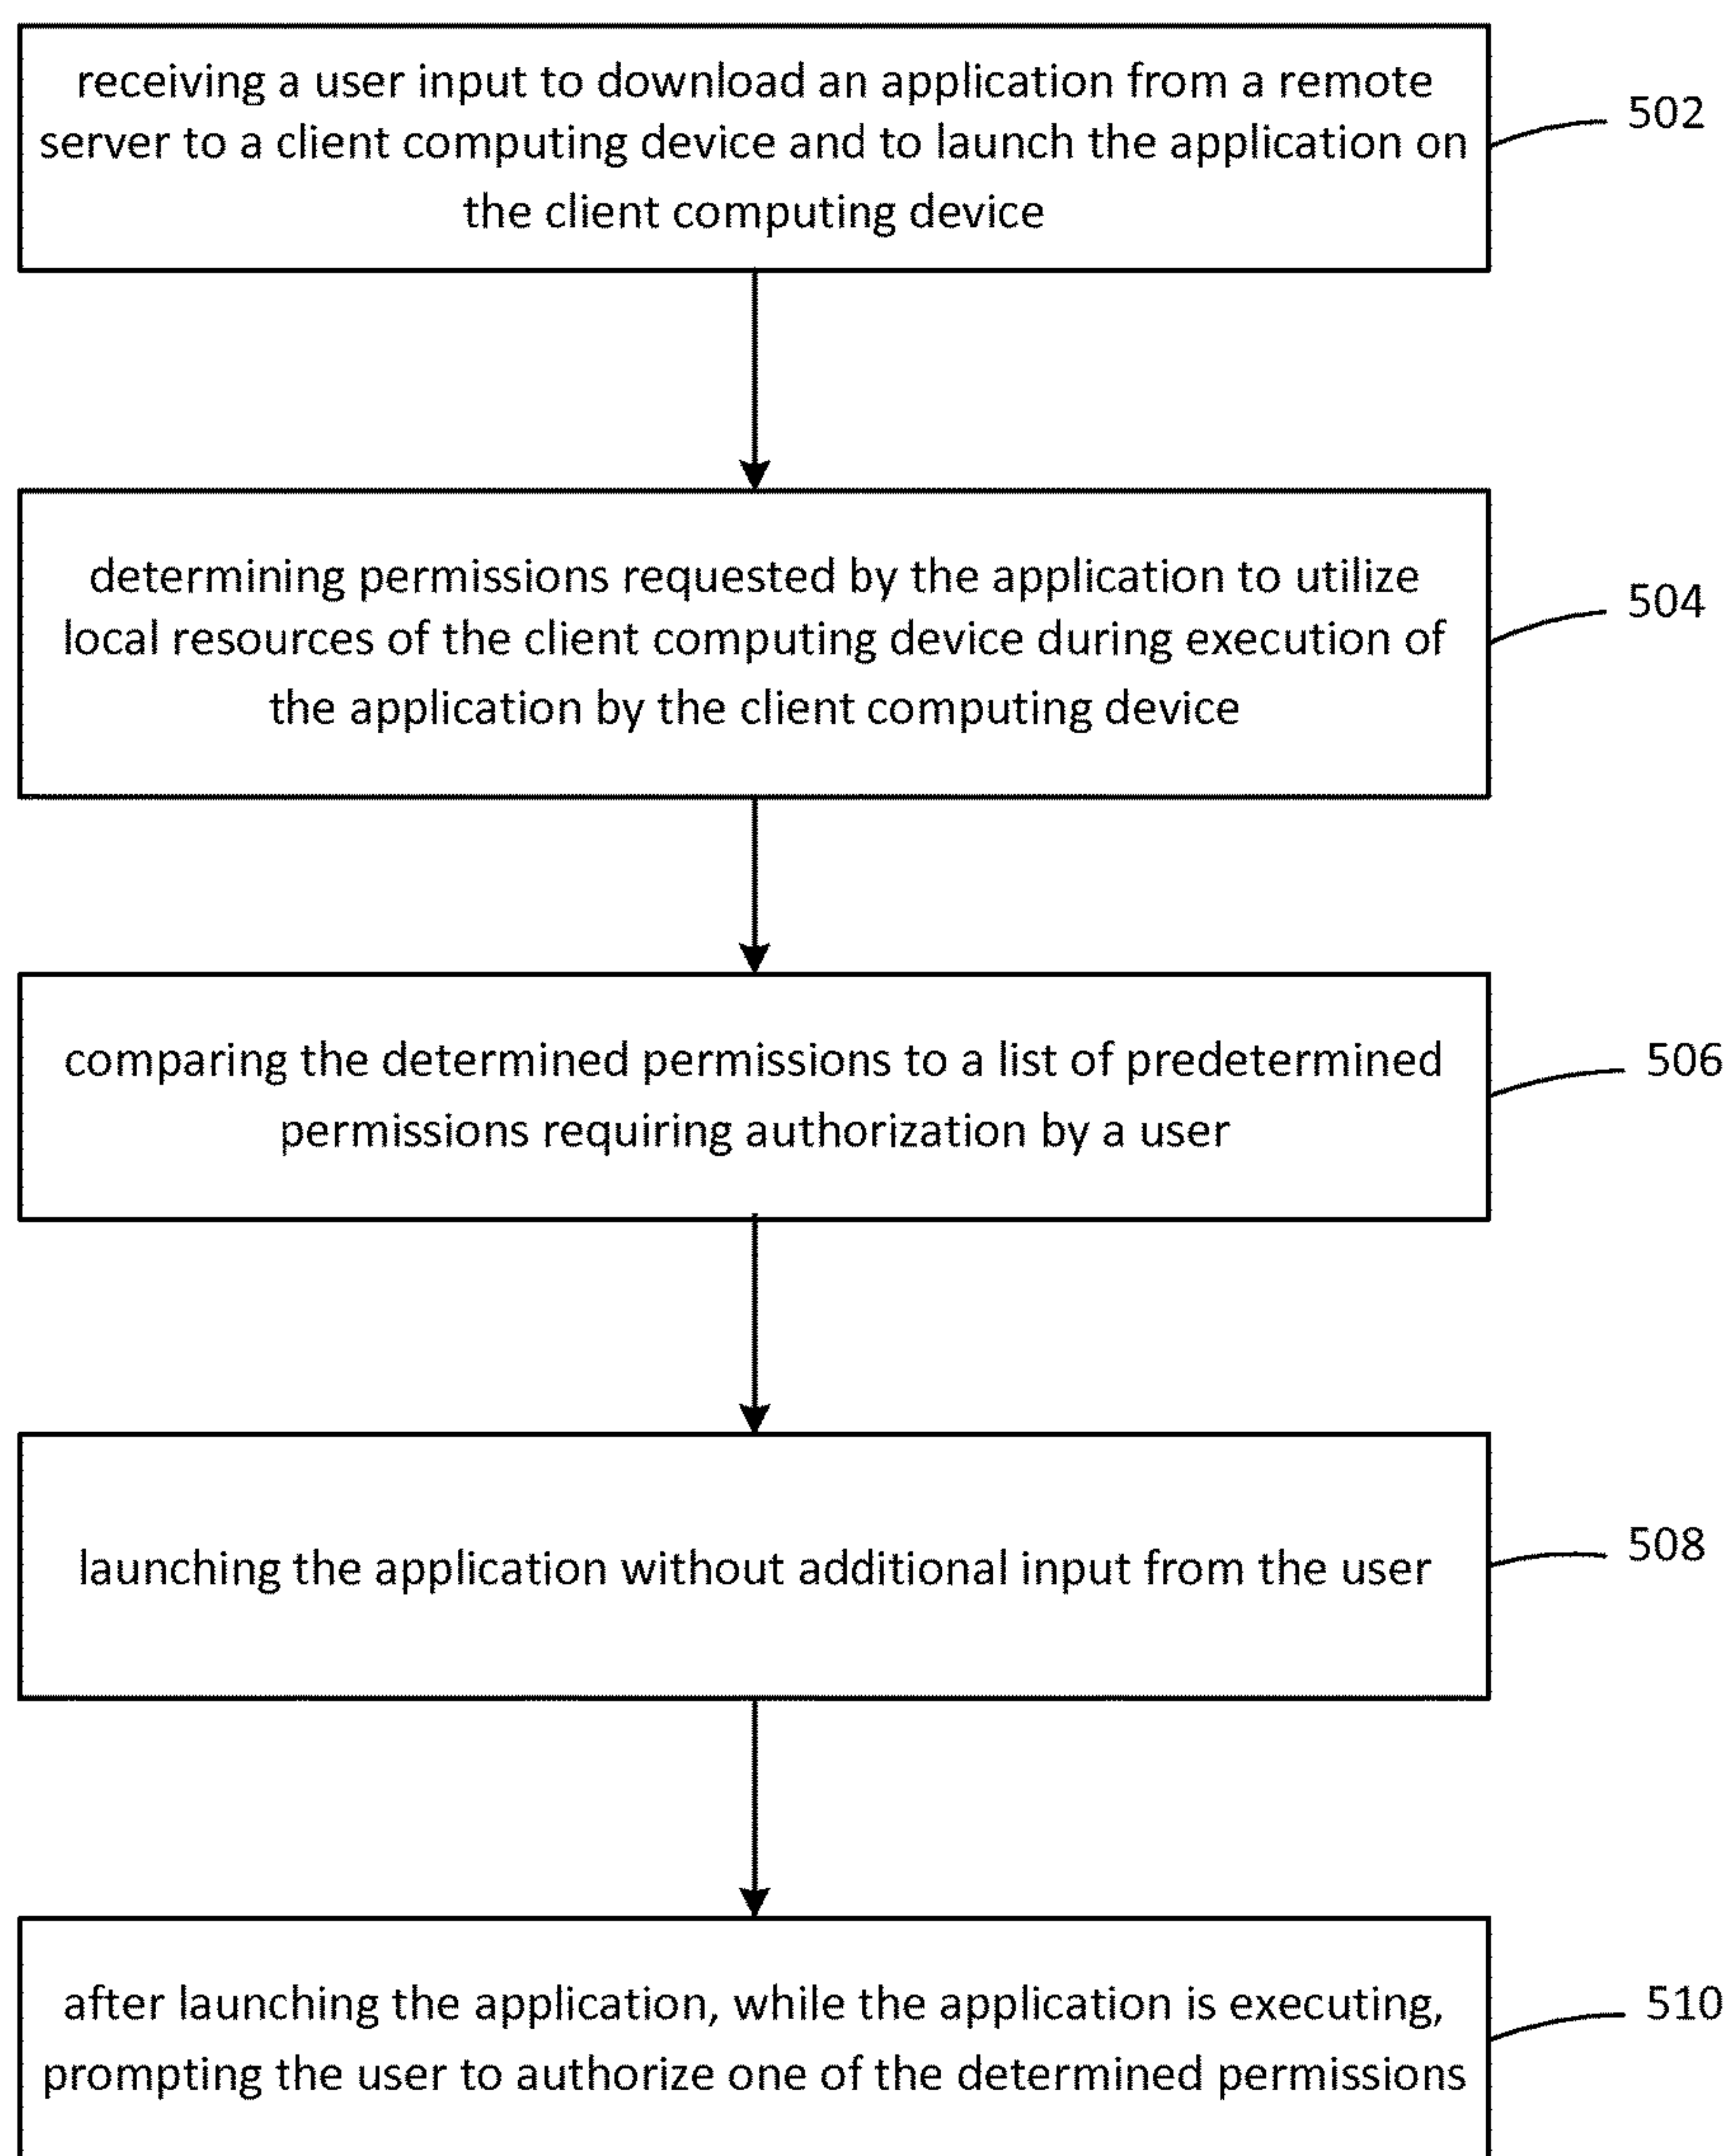 receiving a user input to download an application from a remote
server to a client computing device and to launch the application on
the client computing device
502
determining permissions requested by the application to utilize
local resources of the client computing device during execution of
the application by the client computing device
504
comparing the determined permissions to a list of predetermined
permissions requiring authorization by a user
506
launching the application without additional input from the user
508
after launching the application, while the application is executing,
prompting the user to authorize one of the determined permissions
510